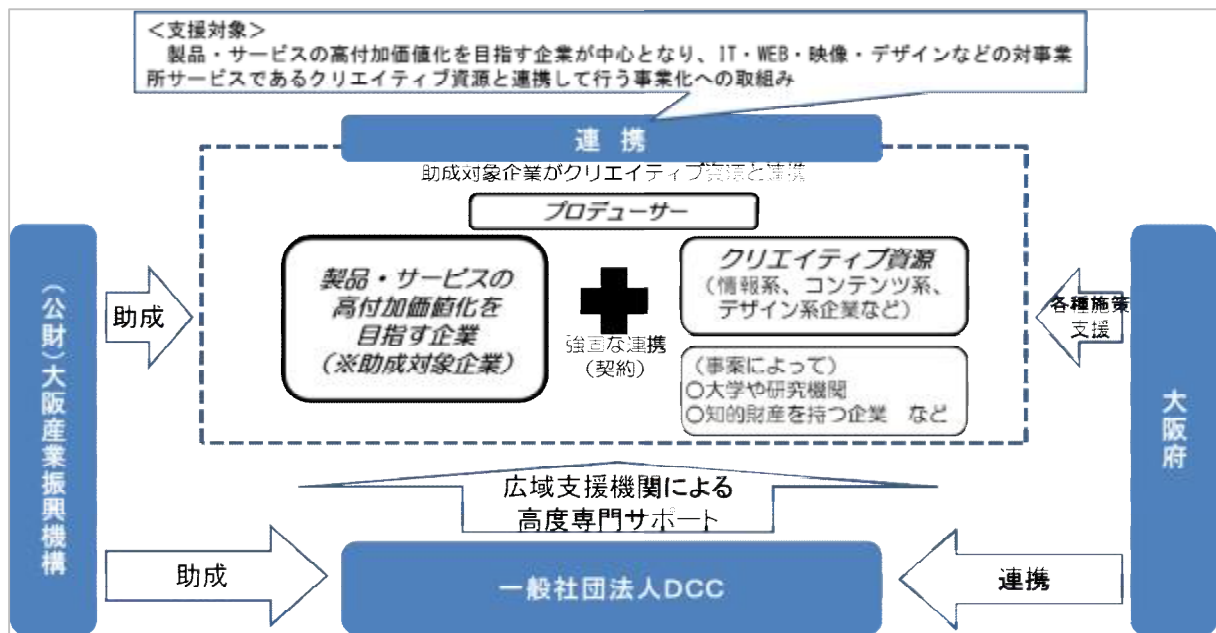 ＜支援対象＞
製品・サービスの高付加価値化を目指す企業が中心となり、IT・WEB・映像・デザインなどの対事業
所サービスであるクリエイティブ資源と連携して行う事業化への取組み
連 携
助成対象企業がクリエイティブ資源と連携
プロデューサー
製品・サービスの
高付加価値化を
目指す企業
（※助成対象企業）
強固な連携
（契約）
クリエイティブ資源
（情報系、コンテンツ系、
デザイン系企業など）
（事案によって）
○大学や研究機関
○知的財産を持つ企業　など
（公財）大阪産業振興機構
助成
各種施策
支援
大阪府
広域支援機関による
高度専門サポート
助成
一般社団法人DCC
連携